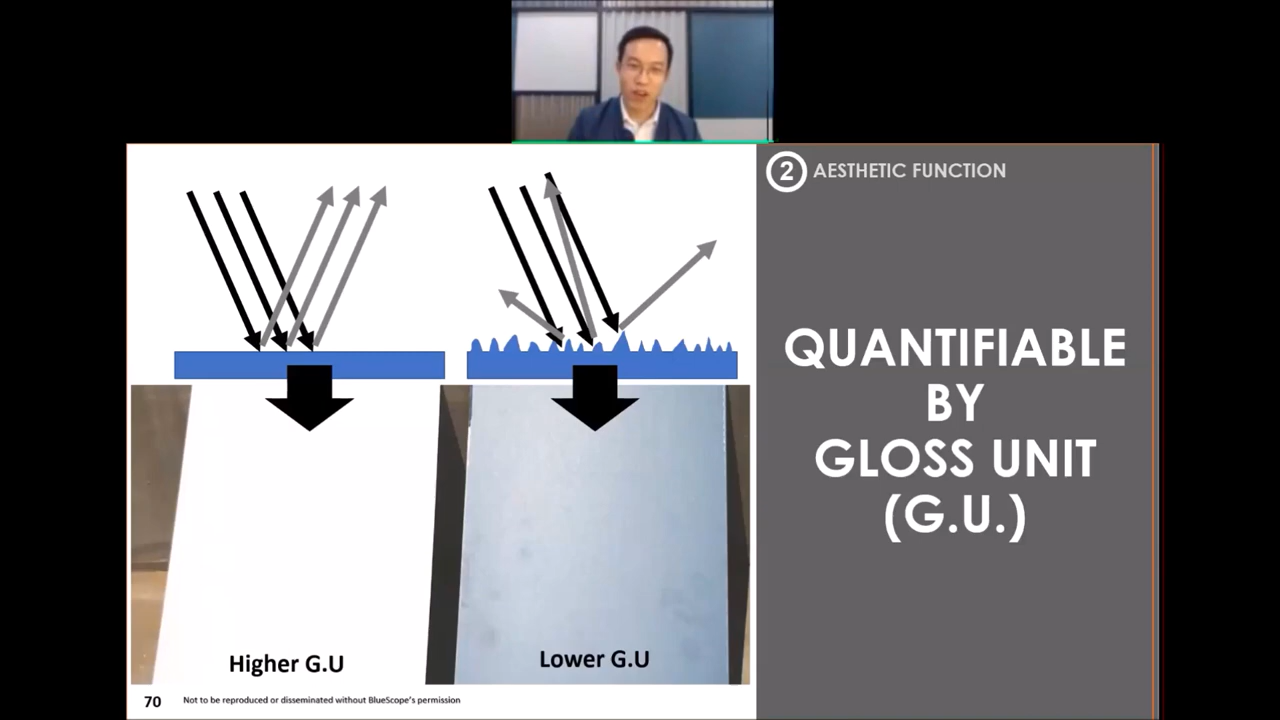 2 AESTHETIC FUNCTION
QUANTIFIABLE
BY
GLOSS UNIT
(G.U.)
Higher G.U
Lower G.U
70 Not to be reproduced or disseminated without BlueScope's permission